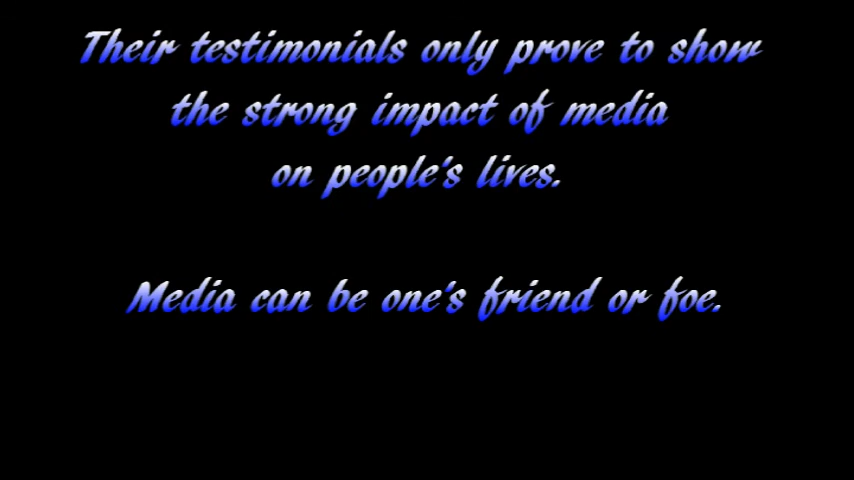 Their testimonials only prove to show
the strong impact of media
on people's lives.
Media can be one's friend or foe.